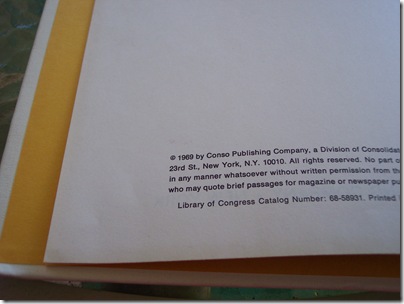 © 1969 by Conso Publishing Company, a Division of Consolidat
23rd St., New York, N.Y. 10010. All rights reserved. No part o
in any manner whatsoever without written permission from th
who may quote brief passages for magazine or newspaper pu
Library of Congress Catalog Number: 68-58931. Printed